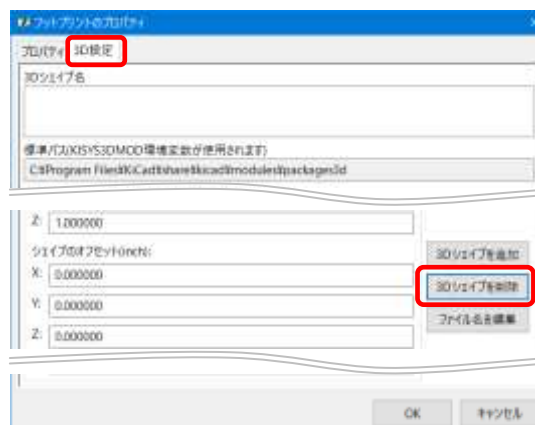 フットプリントのプロパティ
プロパティ 3D設定
3Dシェイプ名
標準パス(KISYS3DMOD環境変数が使用されます)
C:¥Program Files¥KiCad¥share¥kicad¥modules¥packages3d
Z: 1.000000
シェイプのオフセット(inch):
3Dシェイプを追加
X: 0.000000
3Dシェイプを削除
Y: 0.000000
ファイル名を編集
Z: 0.000000
OK キャンセル